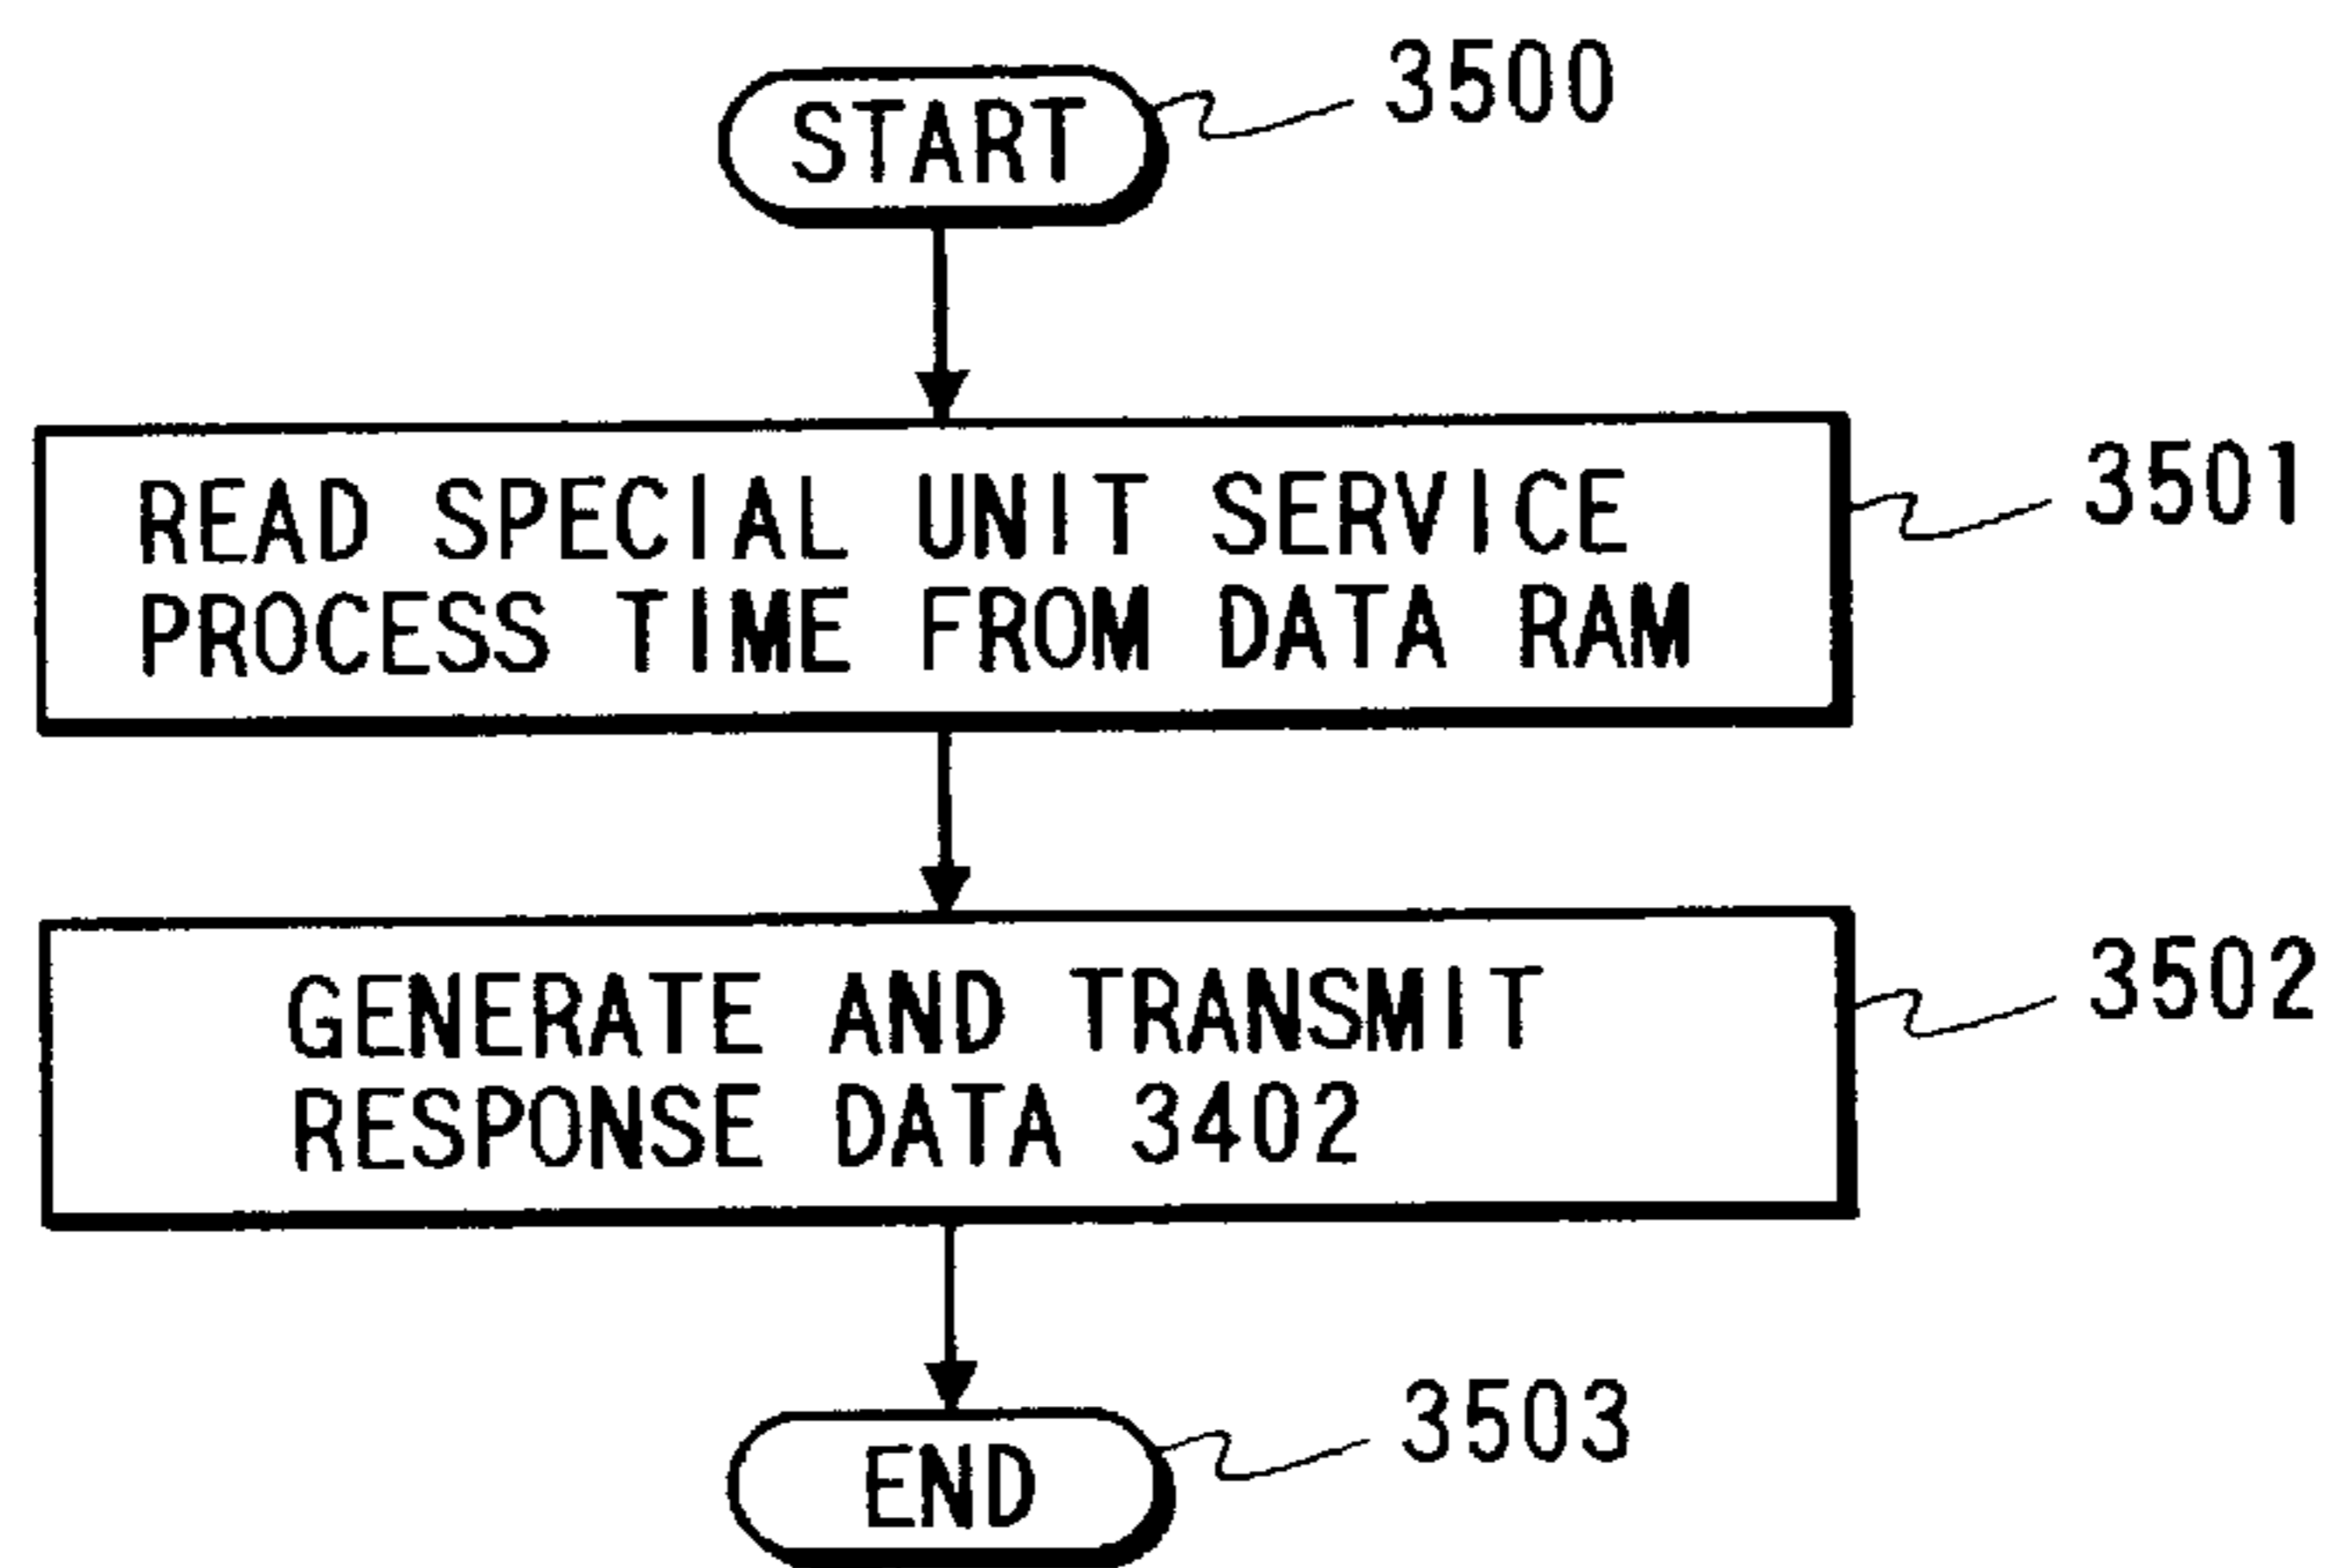 START
3500
READ SPECIAL UNIT SERVICE
PROCESS TIME FROM DATA RAM
3501
GENERATE AND TRANSMIT
RESPONSE DATA 3402
3502
END
3503